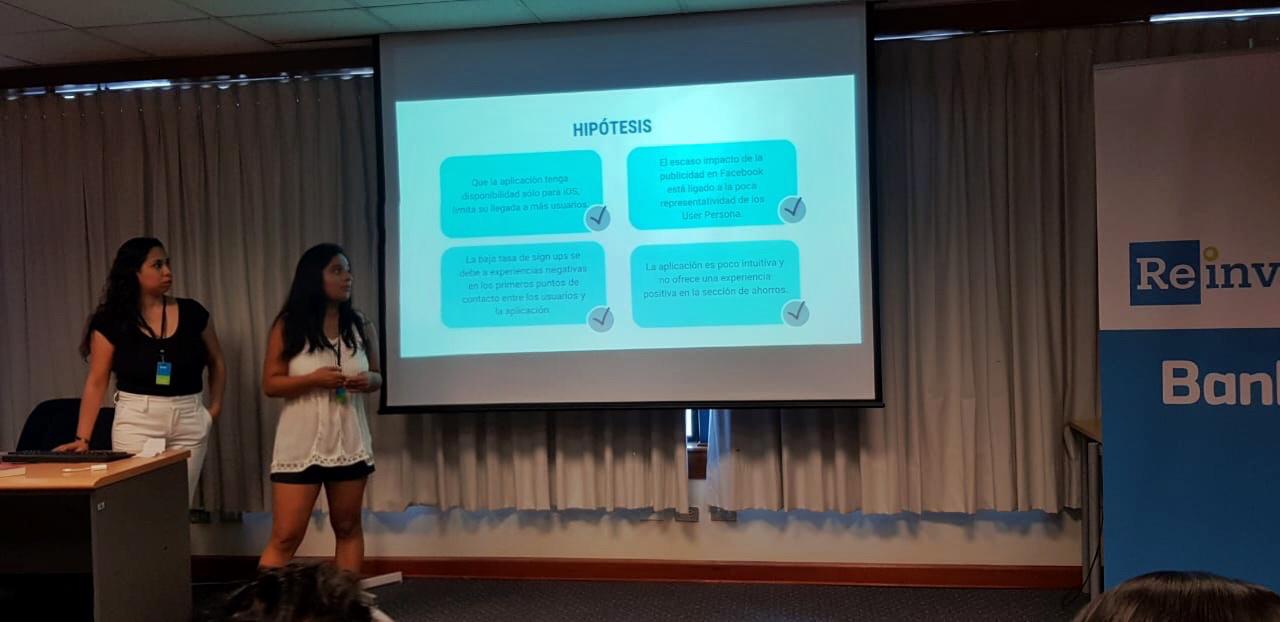 HIPÓTESIS
Que la aplicación tenga
disponibilidad sólo para iOS,
limita su llegada a más usuarios.
El escaso impacto de la
publicidad en Facebook
está ligado a la poca
representatividad de los
User Persona.
La baja tasa de sign ups se
debe a experiencias negativas
en los primeros puntos de
contacto entre los usuarios y
la aplicación
La aplicación es poco intuitiva y
no ofrece una experiencia
positiva en la sección de ahorros.
Reinv
Ban